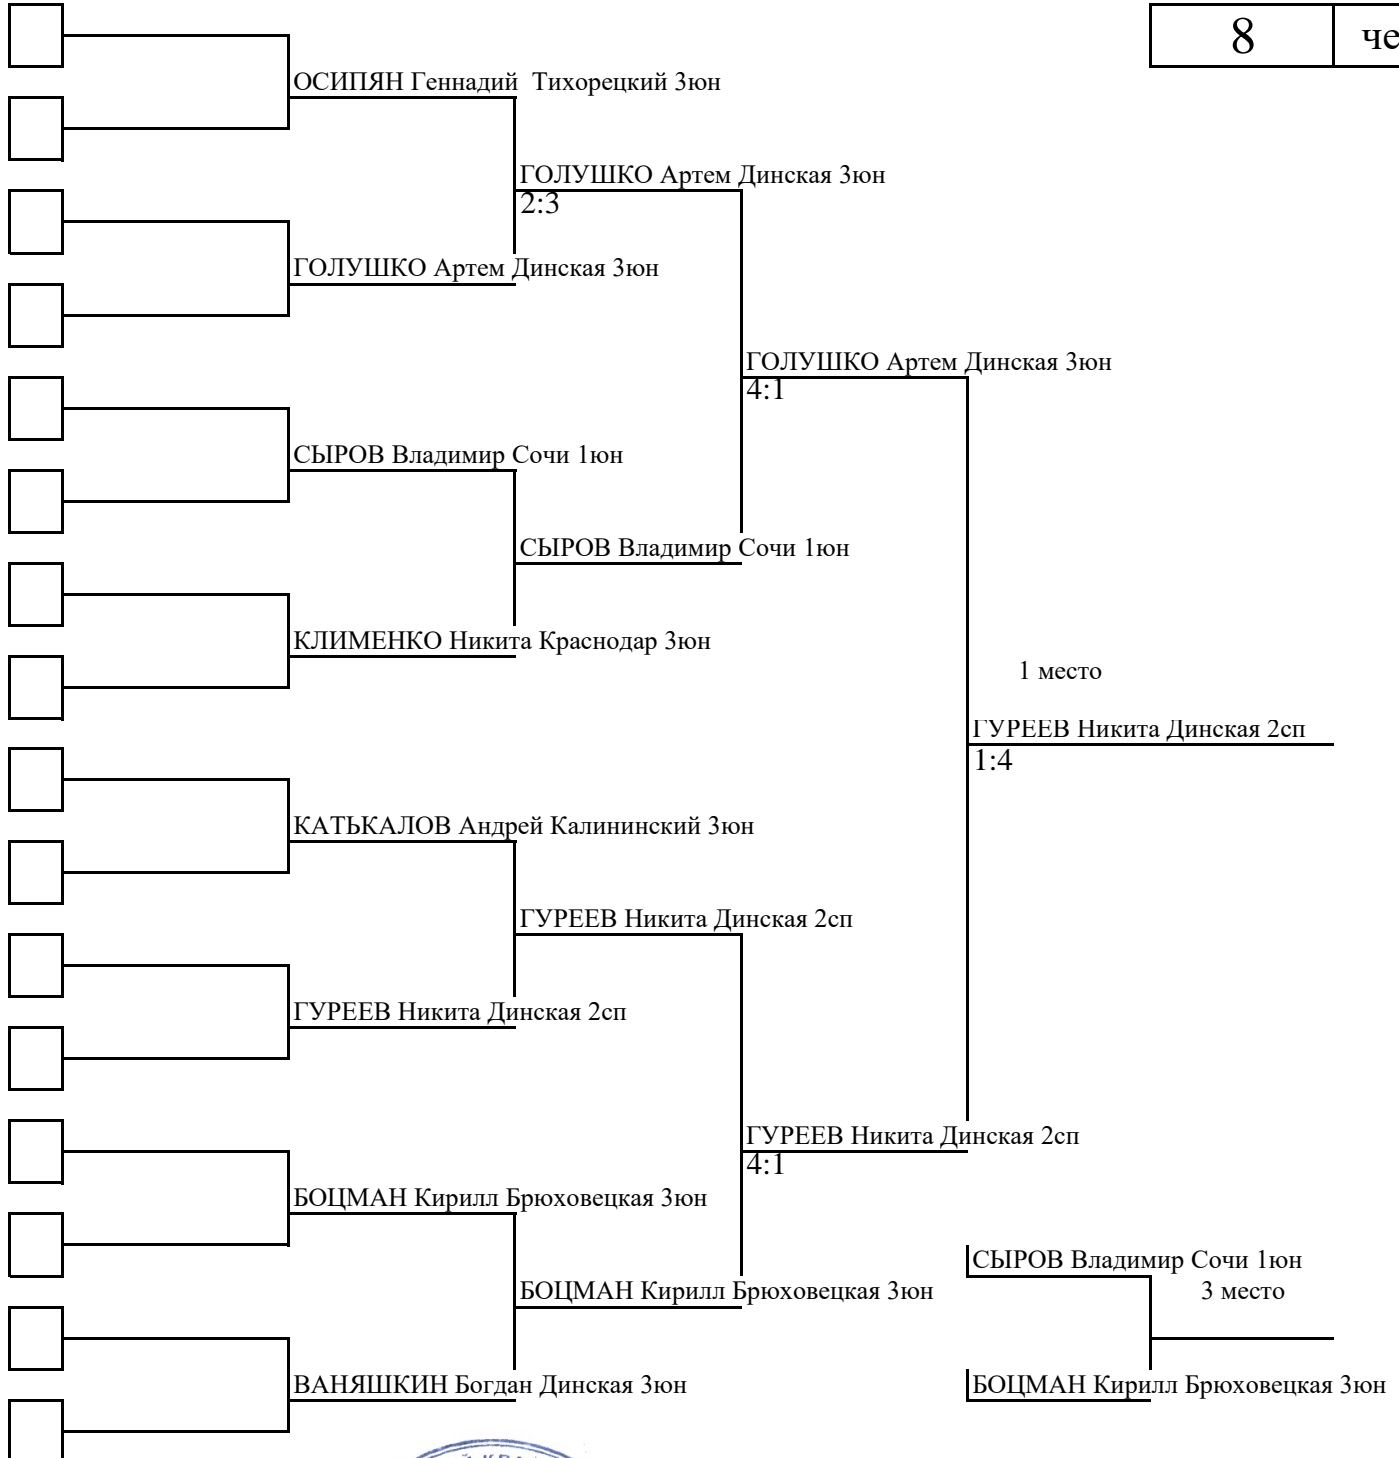 8 че
ОСИПЯН Геннадий Тихорецкий 3юн
ГОЛУШКО Артем Динская 3юн
2:3
ГОЛУШКО Артем Динская 3юн
ГОЛУШКО Артем Динская 3юн
4:1
СЫРОВ Владимир Сочи 1юн
СЫРОВ Владимир Сочи 1юн
КЛИМЕНКО Никита Краснодар 3юн
1 место
ГУРЕЕВ Никита Динская 2сп
1:4
КАТЬКАЛОВ Андрей Калининский 3юн
ГУРЕЕВ Никита Динская 2сп
ГУРЕЕВ Никита Динская 2сп
ГУРЕЕВ Никита Динская 2сп
4:1
БОЦМАН Кирилл Брюховецкая 3юн
СЫРОВ Владимир Сочи 1юн
БОЦМАН Кирилл Брюховецкая 3юн
3 место
ВАНЯШКИН Богдан Динская 3юн
БОЦМАН Кирилл Брюховецкая 3юн